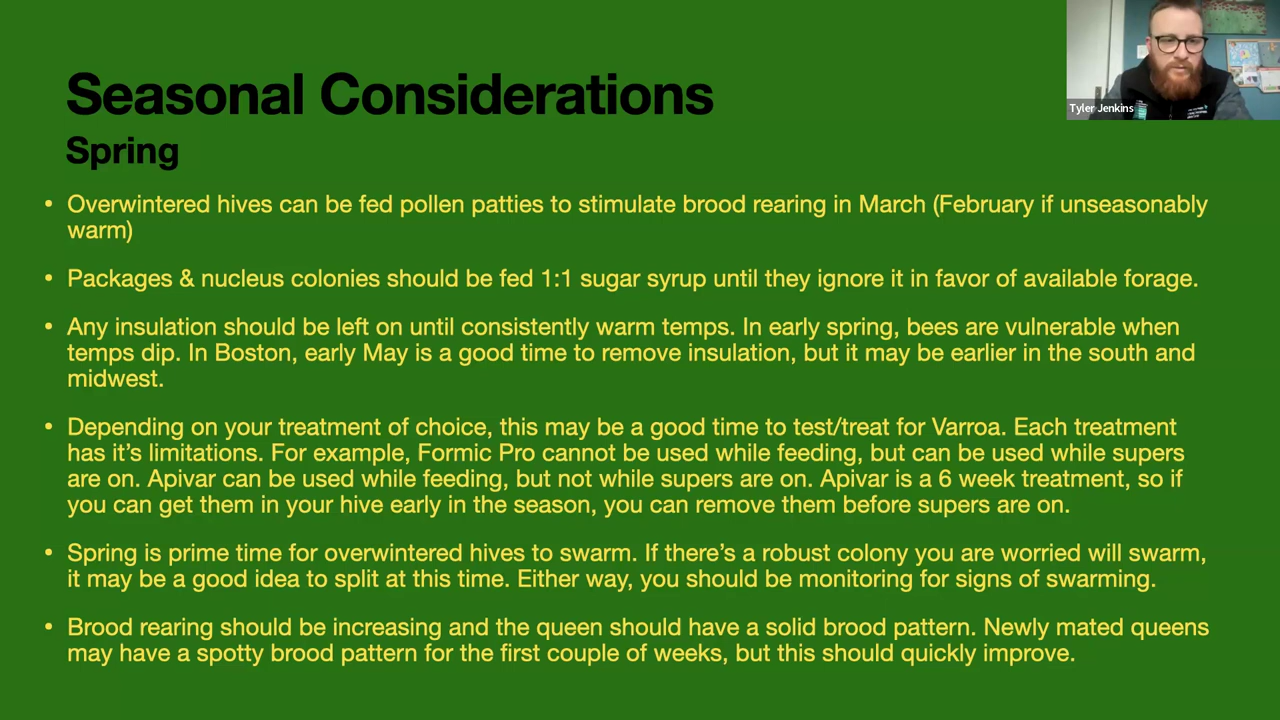 Seasonal Considerations
Tyler Jenkins
Spring
• Overwintered hives can be fed pollen patties to stimulate brood rearing in March (February if unseasonably
warm)
• Packages & nucleus colonies should be fed 1:1 sugar syrup until they ignore it in favor of available forage.
• Any insulation should be left on until consistently warm temps. In early spring, bees are vulnerable when
temps dip. In Boston, early May is a good time to remove insulation, but it may be earlier in the south and
midwest.
• Depending on your treatment of choice, this may be a good time to test/treat for Varroa. Each treatment
has it’s limitations. For example, Formic Pro cannot be used while feeding, but can be used while supers
are on. Apivar can be used while feeding, but not while supers are on. Apivar is a 6 week treatment, so if
you can get them in your hive early in the season, you can remove them before supers are on.
• Spring is prime time for overwintered hives to swarm. If there’s a robust colony you are worried will swarm,
it may be a good idea to split at this time. Either way, you should be monitoring for signs of swarming.
• Brood rearing should be increasing and the queen should have a solid brood pattern. Newly mated queens
may have a spotty brood pattern for the first couple of weeks, but this should quickly improve.